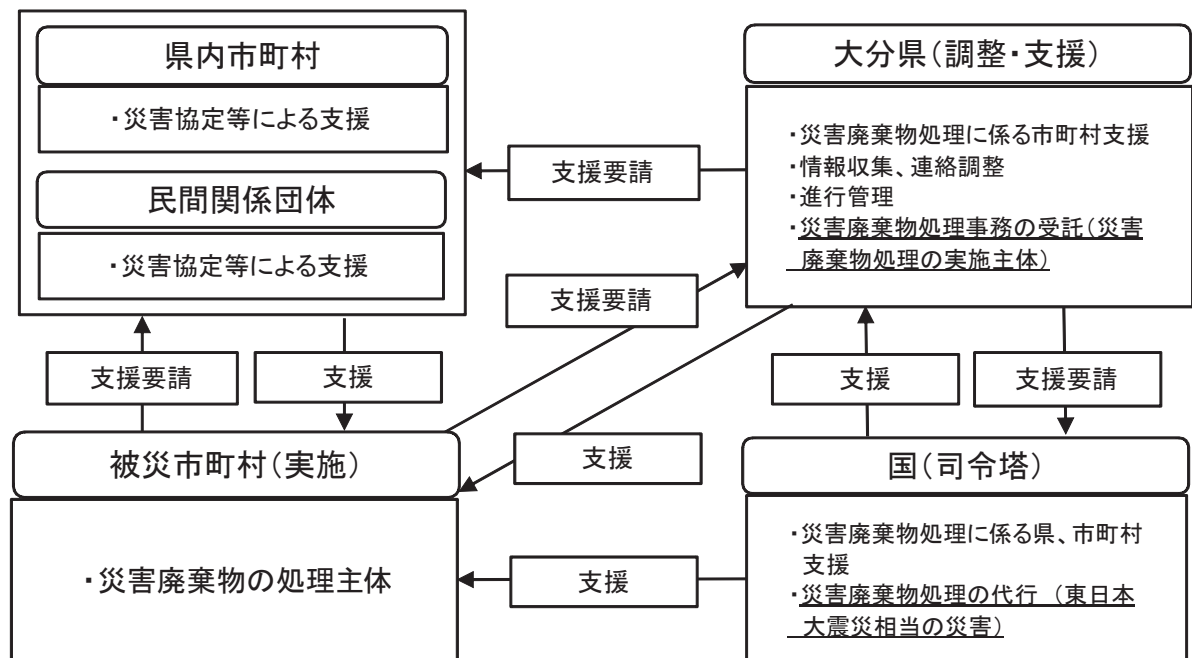 県内市町村
・災害協定等による支援
民間関係団体
・災害協定等による支援
大分県（調整・支援）
・災害廃棄物処理に係る市町村支援
・情報収集、連絡調整
・進行管理
・災害廃棄物処理事務の受託（災害
廃棄物処理の実施主体）
支援要請
支援要請
支援要請
支援
支援
支援要請
支援
被災市町村（実施）
・災害廃棄物の処理主体
支援
国（司令塔）
・災害廃棄物処理に係る県、市町村
支援
・災害廃棄物処理の代行 （東日本
大震災相当の災害）